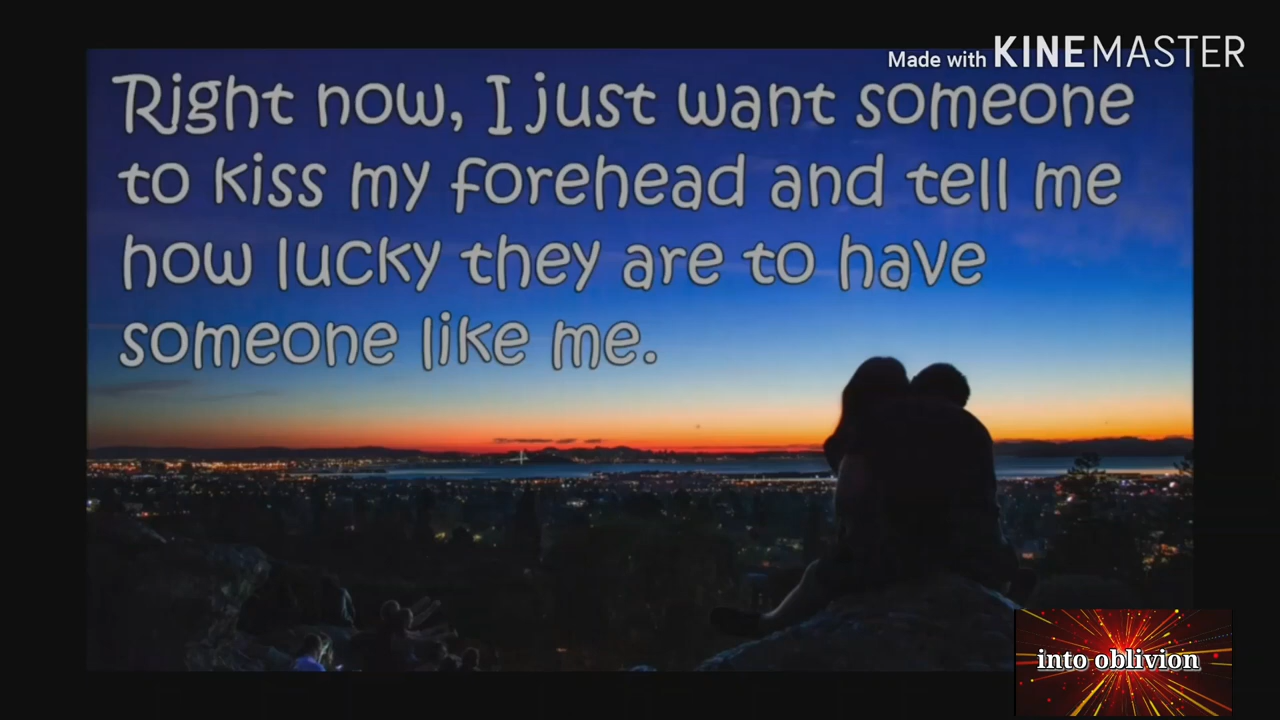 Made with KINEMASTER
Right now, I just want someone
to kiss my forehead and tell me
how lucky they are to have
someone like me.
into oblivion